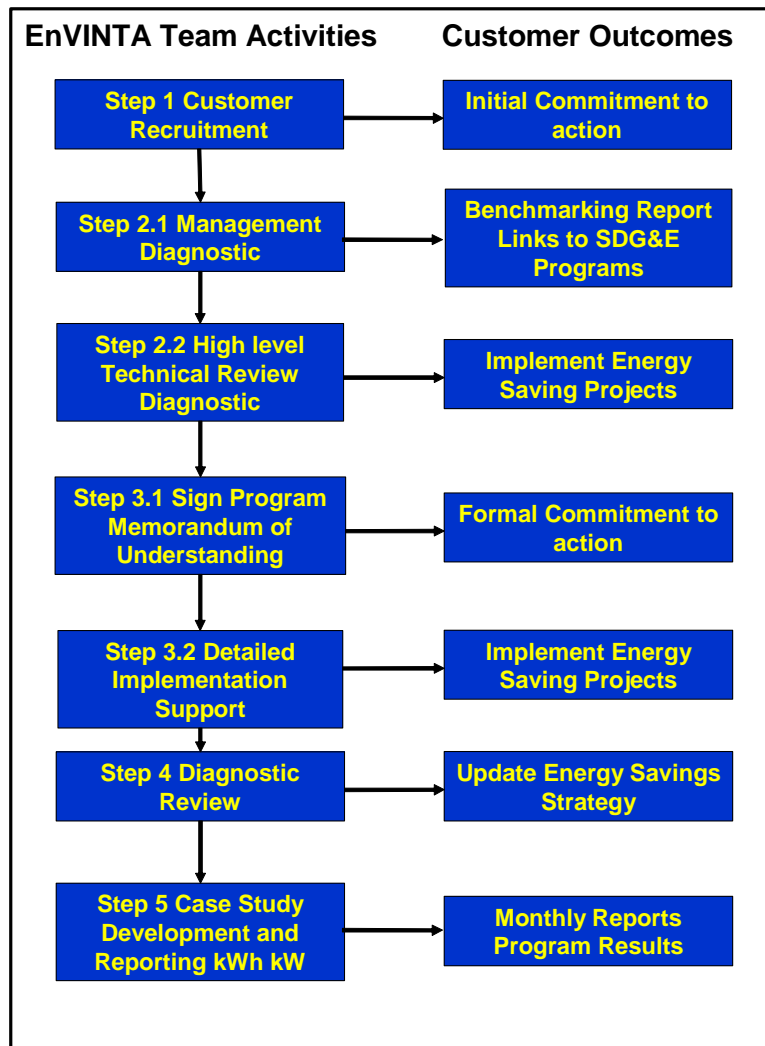 EnVINTA Team Activities
Customer Outcomes
Step 1 Customer
Recruitment
Initial Commitment to
action
Step 2.1 Management
Diagnostic
Benchmarking Report
Links to SDG&E
Programs
Step 2.2 High level
Technical Review
Diagnostic
Implement Energy
Saving Projects
Step 3.1 Sign Program
Memorandum of
Understanding
Formal Commitment to
action
Step 3.2 Detailed
Implementation
Support
Implement Energy
Saving Projects
Step 4 Diagnostic
Review
Update Energy Savings
Strategy
Step 5 Case Study
Development and
Reporting kWh kW
Monthly Reports
Program Results